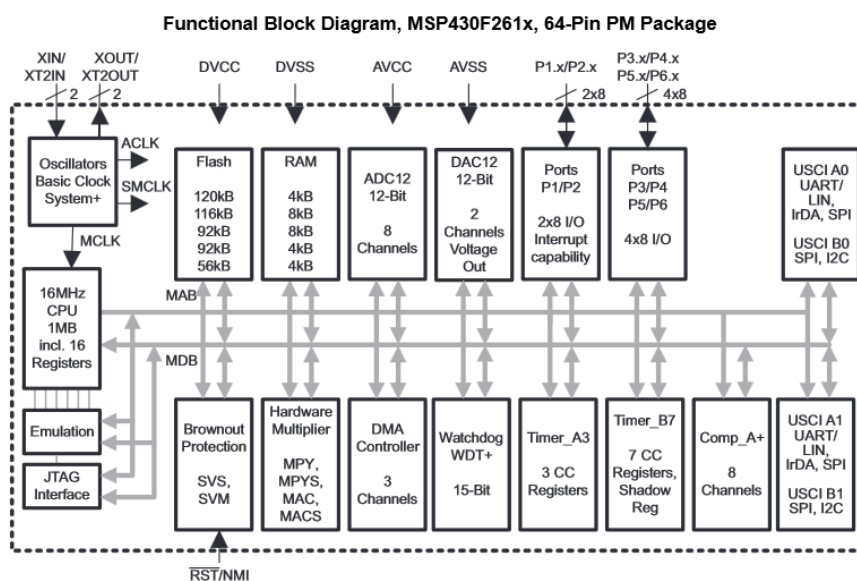 Functional Block Diagram, MSP430F261x, 64-Pin PM Package
XIN/
XT2IN
XOUT/
XT2OUT
DVCC
DVSS
AVCC
AVSS
P1.x/P2.x
P3.x/P4.x
P5.x/P6.x
2
2
2x8
4x8
Oscillators
Basic Clock
System+
ACLK
SMCLK
MCLK
Flash
120kB
116kB
92kB
92kB
56kB
RAM
4kB
8kB
8kB
4kB
4kB
ADC12
12-Bit
8
Channels
DAC12
12-Bit
2
Channels
Voltage
Out
Ports
P1/P2
2x8 I/O
Interrupt
capability
Ports
P3/P4
P5/P6
4x8 I/O
USCI A0
UART/
LIN,
IrDA, SPI
USCI B0
SPI, I2C
16MHz
CPU
1MB
incl. 16
Registers
MAB
MDB
Emulation
JTAG
Interface
Brownout
Protection
SVS,
SVM
Hardware
Multiplier
MPY,
MPYS,
MAC,
MACS
DMA
Controller
3
Channels
Watchdog
WDT+
15-Bit
Timer_A3
3 CC
Registers
Timer_B7
7 CC
Registers,
Shadow
Reg
Comp_A+
8
Channels
USCI A1
UART/
LIN,
IrDA, SPI
USCI B1
SPI, I2C
RST/NMI